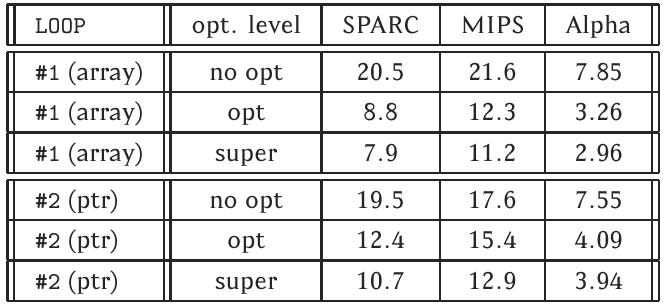 LOOP opt. level SPARC MIPS Alpha
#1 (array) no opt 20.5 21.6 7.85
#1 (array) opt 8.8 12.3 3.26
#1 (array) super 7.9 11.2 2.96
#2 (ptr) no opt 19.5 17.6 7.55
#2 (ptr) opt 12.4 15.4 4.09
#2 (ptr) super 10.7 12.9 3.94